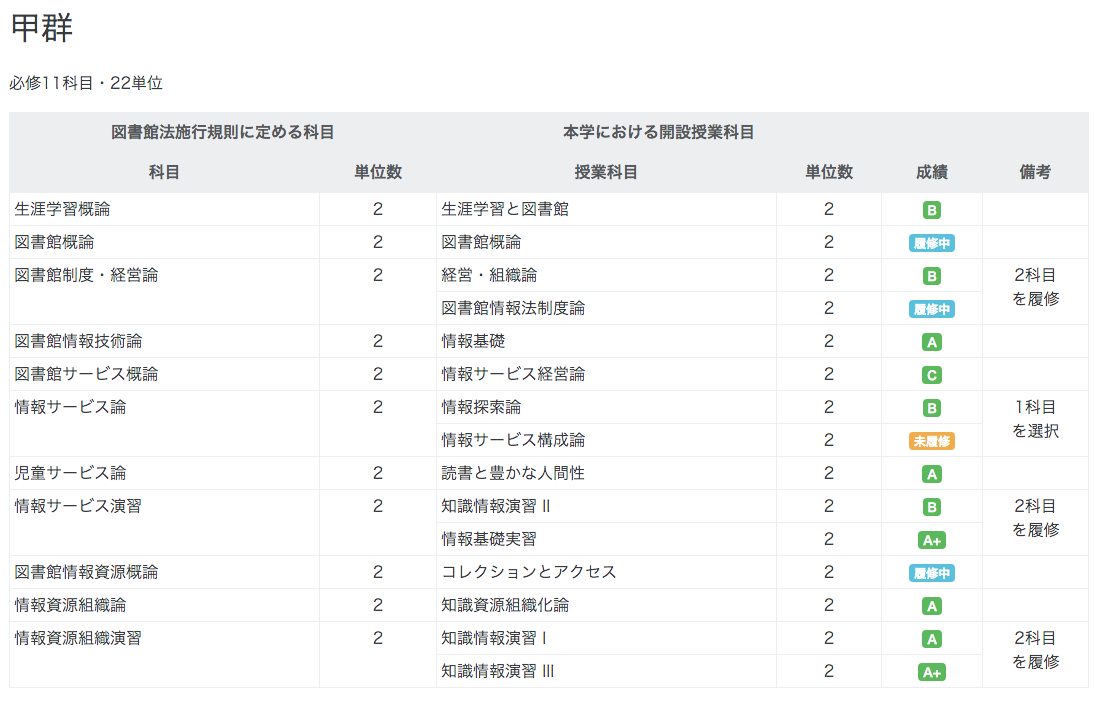 甲群
必修11科目・22単位
図書館法施行規則に定める科目 本学における開設授業科目
科目 単位数 授業科目 単位数 成績 備考
生涯学習概論 2 生涯学習と図書館 2 B
図書館概論 2 図書館概論 2 履修中
図書館制度・経営論 2 経営・組織論 2 B 2科目
を履修
図書館情報法制度論 2 履修中
図書館情報技術論 2 情報基礎 2 A
図書館サービス概論 2 情報サービス経営論 2 C
情報サービス論 2 情報探索論 2 B 1科目
を選択
情報サービス構成論 2 未履修
児童サービス論 2 読書と豊かな人間性 2 A
情報サービス演習 2 知識情報演習 II 2 B 2科目
を履修
情報基礎実習 2 A+
図書館情報資源概論 2 コレクションとアクセス 2 履修中
情報資源組織論 2 知識資源組織化論 2 A
情報資源組織演習 2 知識情報演習 I 2 A 2科目
を履修
知識情報演習 III 2 A+